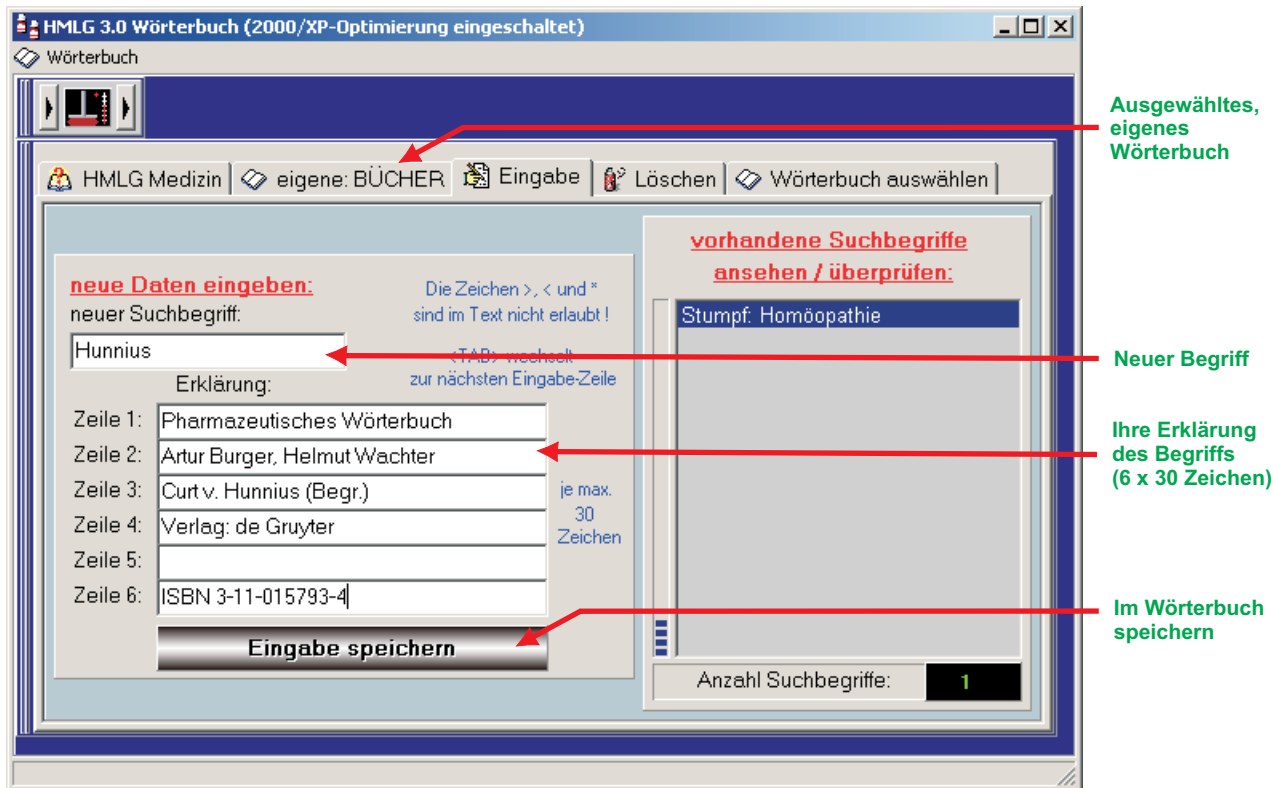 HMLG 3.0 Wörterbuch (2000/XP-Optimierung eingeschaltet)
Wörterbuch
Ausgewähltes,
eigenes
Wörterbuch
HMLG Medizin
eigene: BÜCHER
Eingabe
Löschen
Wörterbuch auswählen
neue Daten eingeben:
neuer Suchbegriff:
Hunnius
Die Zeichen >, < und *
sind im Text nicht erlaubt !
<TAB> wechselt
zur nächsten Eingabe-Zeile
Erklärung:
Zeile 1: Pharmazeutisches Wörterbuch
Zeile 2: Artur Burger, Helmut Wachter
Zeile 3: Curt v. Hunnius (Begr.)
Zeile 4: Verlag: de Gruyter
Zeile 5:
Zeile 6: ISBN 3-11-015793-4
je max.
30
Zeichen
Eingabe speichern
vorhandene Suchbegriffe
ansehen / überprüfen:
Stumpf: Homöopathie
Anzahl Suchbegriffe: 1
Neuer Begriff
Ihre Erklärung
des Begriffs
(6 x 30 Zeichen)
Im Wörterbuch
speichern